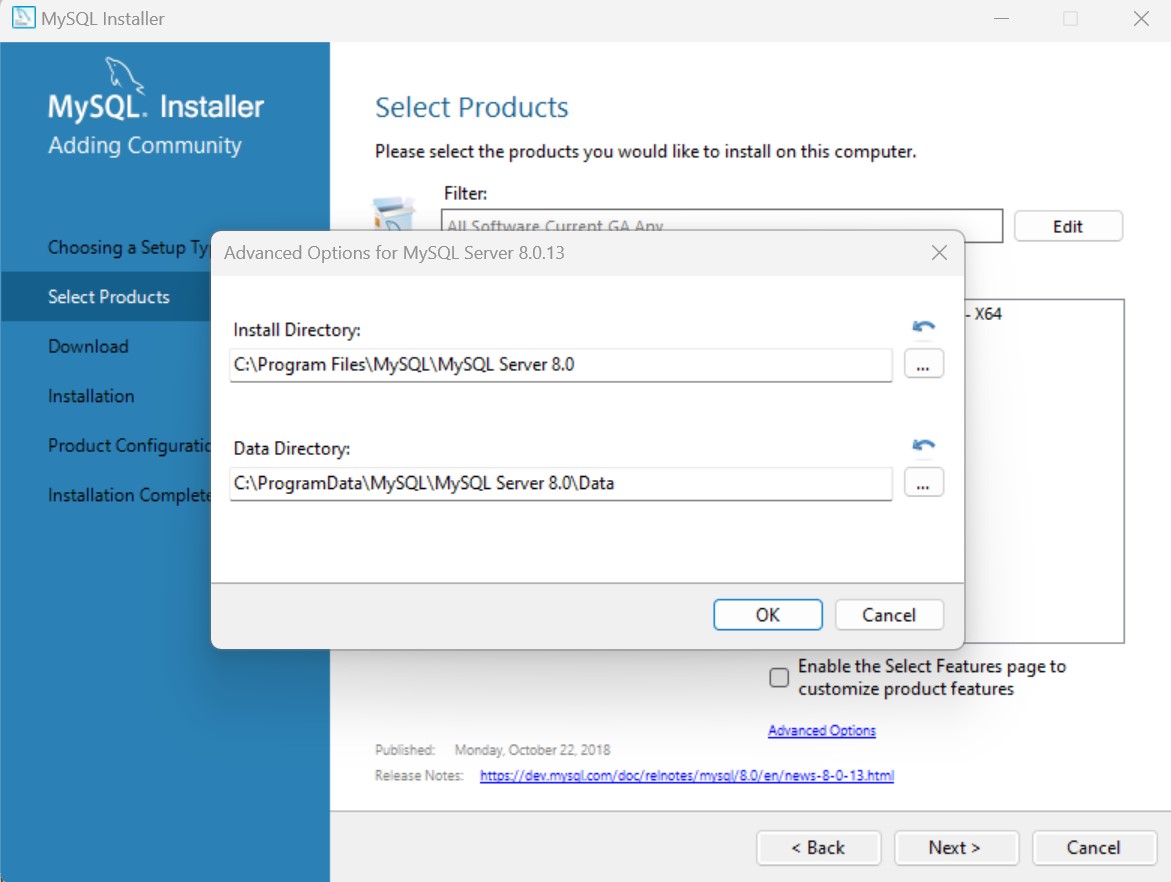 MySQL Installer
MySQL. Installer
Adding Community
Choosing a Setup Ty
Select Products
Download
Installation
Product Configuratio
Installation Complete
Select Products
Please select the products you would like to install on this computer.
Filter:
All Software Current GA Any
Edit
Advanced Options for MySQL Server 8.0.13
- X64
Install Directory:
C:\Program Files\MySQL\MySQL Server 8.0
...
Data Directory:
C:\ProgramData\MySQL\MySQL Server 8.0\Data
...
OK
Cancel
Enable the Select Features page to
customize product features
Advanced Options
Published: Monday, October 22, 2018
Release Notes: https://dev.mysql.com/doc/relnotes/mysql/8.0/en/news-8-0-13.html
< Back
Next >
Cancel